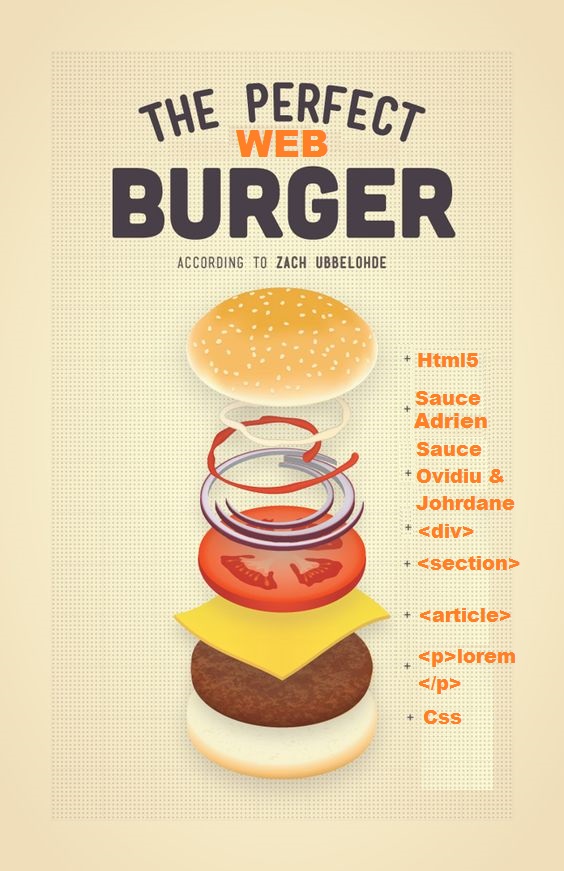 THE PERFECT
WEB
BURGER
ACCORDING TO ZACH UBBELOHDE
+ Html5
+ Sauce
Adrien
Sauce
+ Ovidiu &
Johrdane
+ <div>
+ <section>
+ <article>
+ <p>lorem
</p>
+ Css